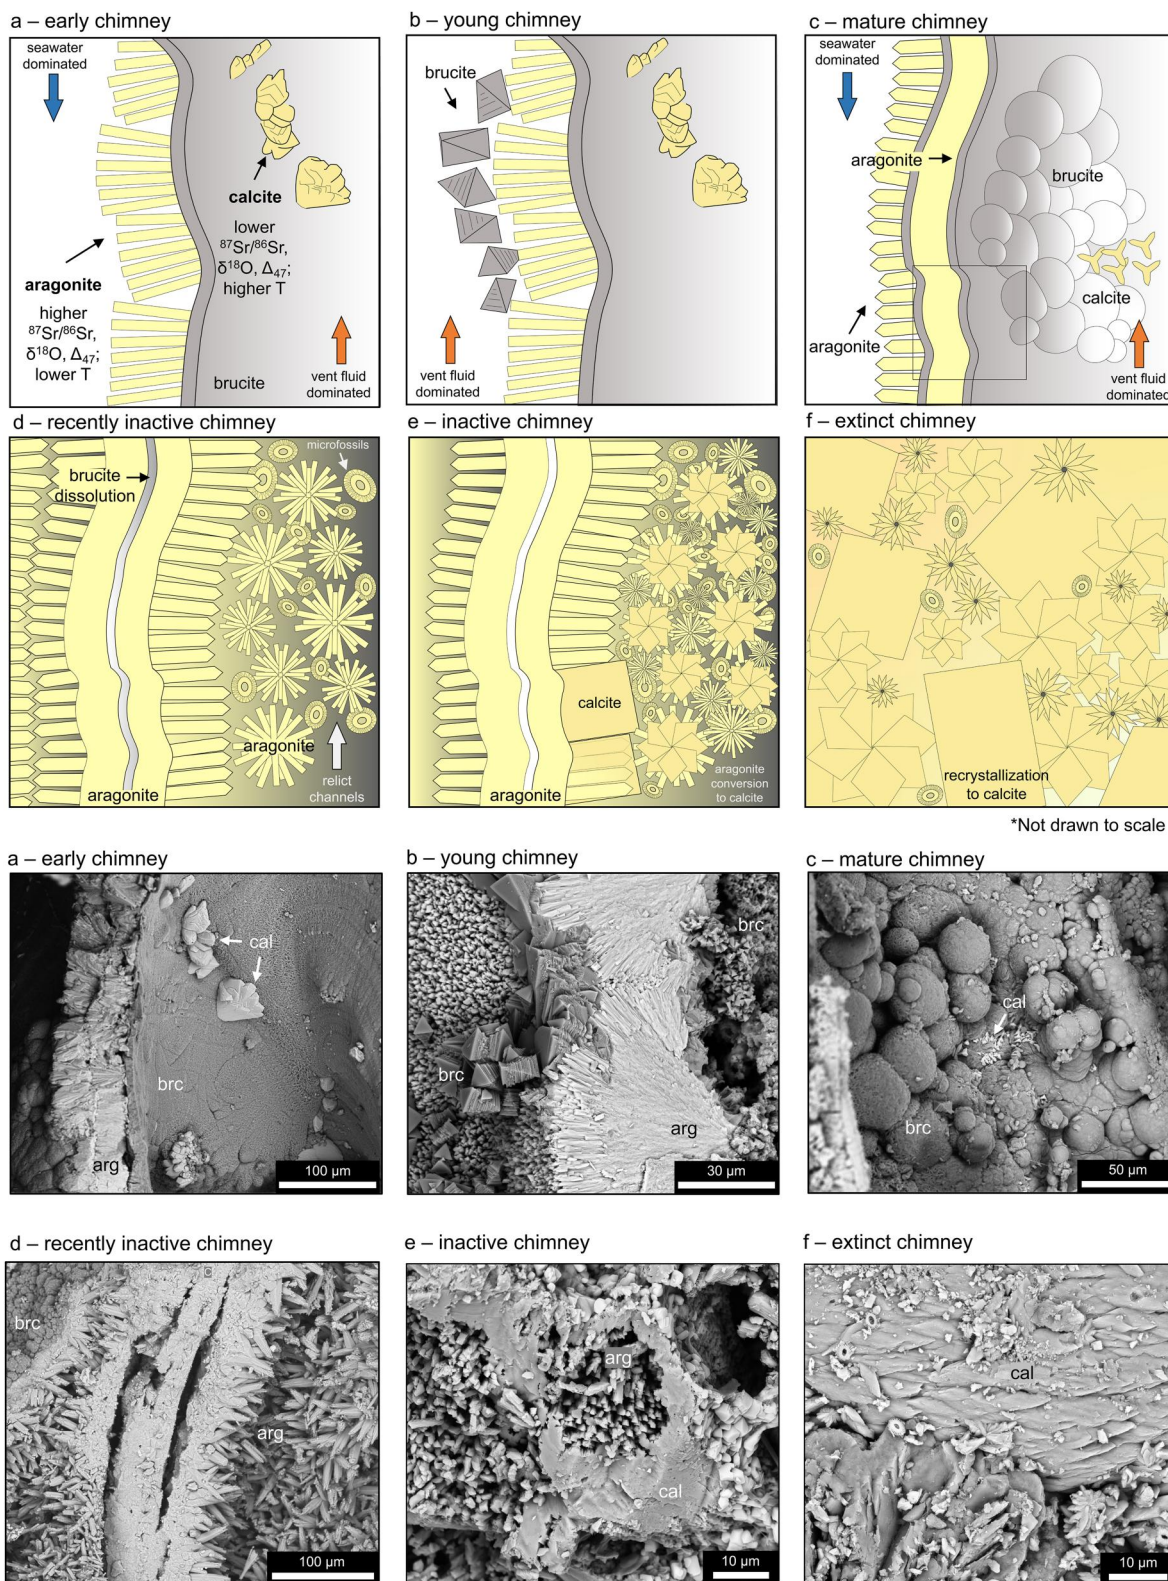 a – early chimney
seawater
dominated
calcite
lower
⁸⁷Sr/⁸⁶Sr,
δ¹⁸O, Δ₄₇;
higher T
aragonite
higher
⁸⁷Sr/⁸⁶Sr,
δ¹⁸O, Δ₄₇;
lower T
vent fluid
dominated
brucite
b – young chimney
brucite
vent fluid
dominated
c – mature chimney
seawater
dominated
aragonite
brucite
calcite
aragonite
vent fluid
dominated
d – recently inactive chimney
microfossils
brucite
dissolution
aragonite
relict
channels
aragonite
e – inactive chimney
calcite
aragonite
conversion
to calcite
aragonite
f – extinct chimney
recrystallization
to calcite
*Not drawn to scale
a – early chimney
cal
brc
arg
100 µm
b – young chimney
brc
brc
arg
30 µm
c – mature chimney
cal
brc
50 µm
d – recently inactive chimney
brc
arg
100 µm
e – inactive chimney
arg
cal
10 µm
f – extinct chimney
cal
10 µm